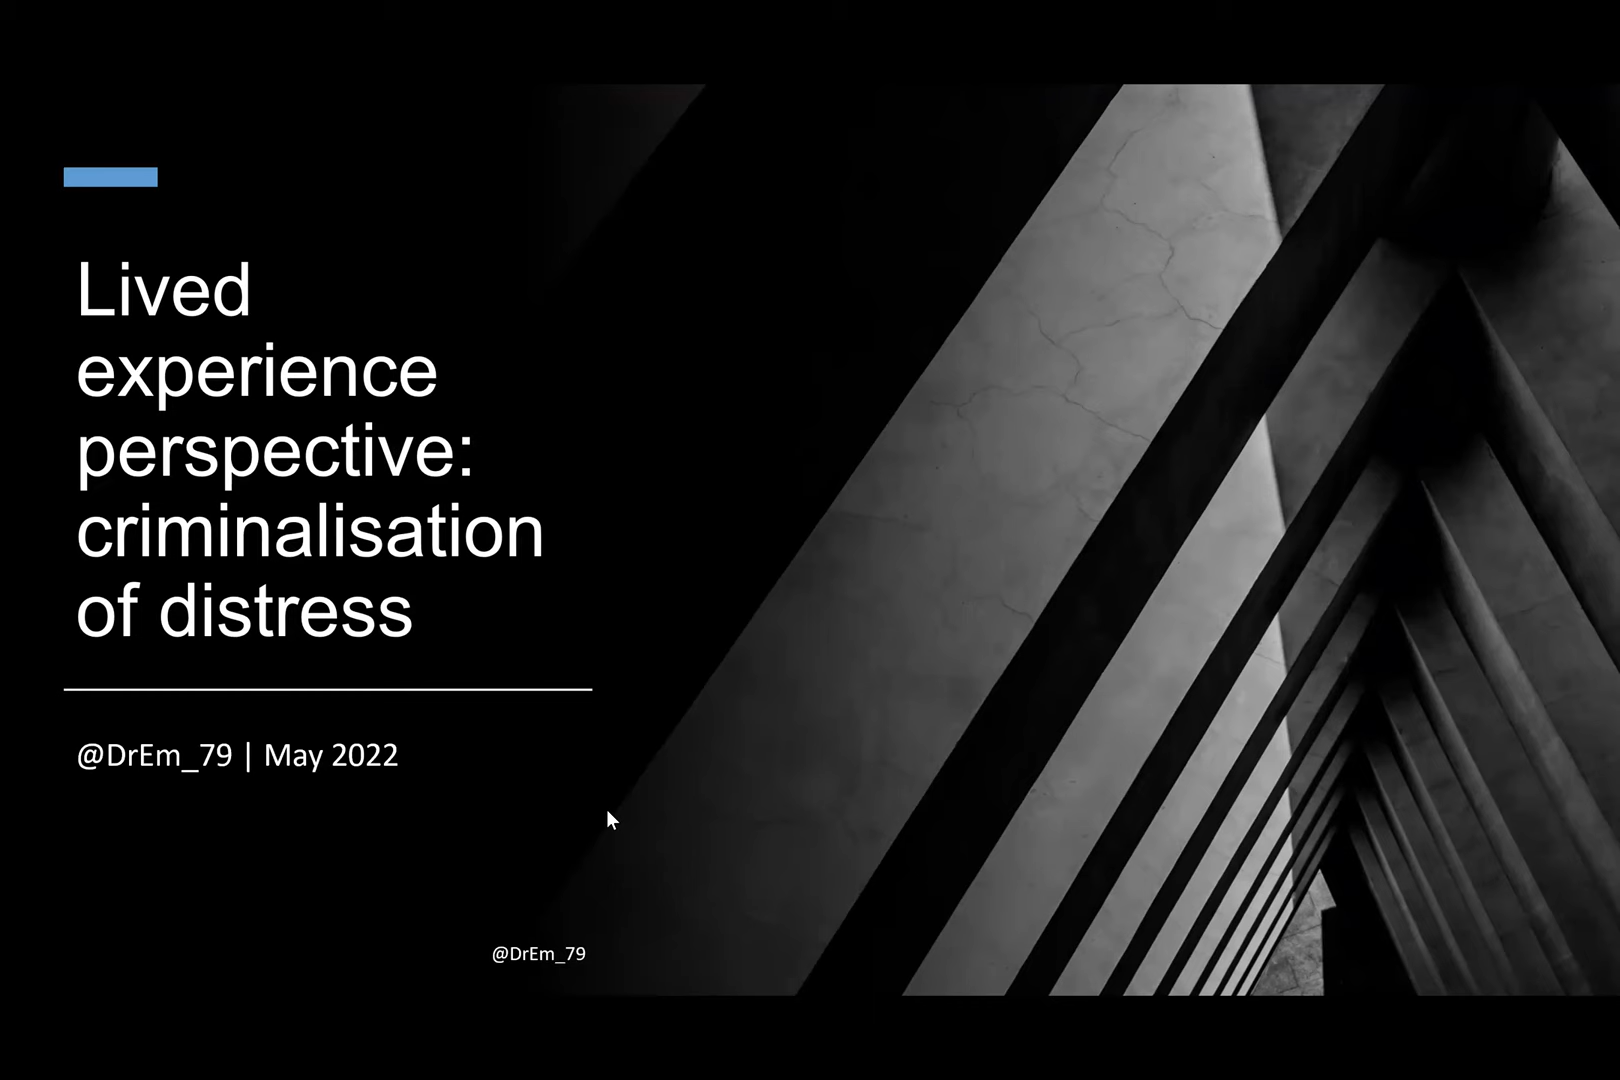 Lived
experience
perspective:
criminalisation
of distress
@DrEm_79 | May 2022
@DrEm_79